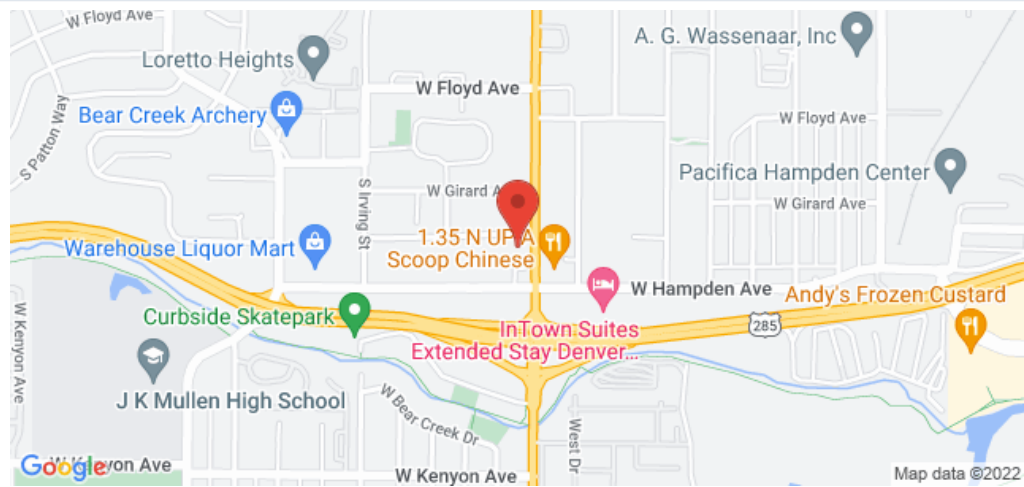 W Floyd Ave
Loretto Heights
A. G. Wassenaar, Inc
W Floyd Ave
Bear Creek Archery
W Floyd Ave
S Patton Way
Pacifica Hampden Center
W Girard A
S Irving St
W Girard Ave
1.35 N UP A
Scoop Chinese
Warehouse Liquor Mart
W Hampden Ave
Andy's Frozen Custard
Curbside Skatepark
285
InTown Suites
Extended Stay Denver...
W Kenyon Ave
J K Mullen High School
W Bear Creek Dr
West Dr
Google
W Kenyon Ave
W Kenyon Ave
Map data ©2022